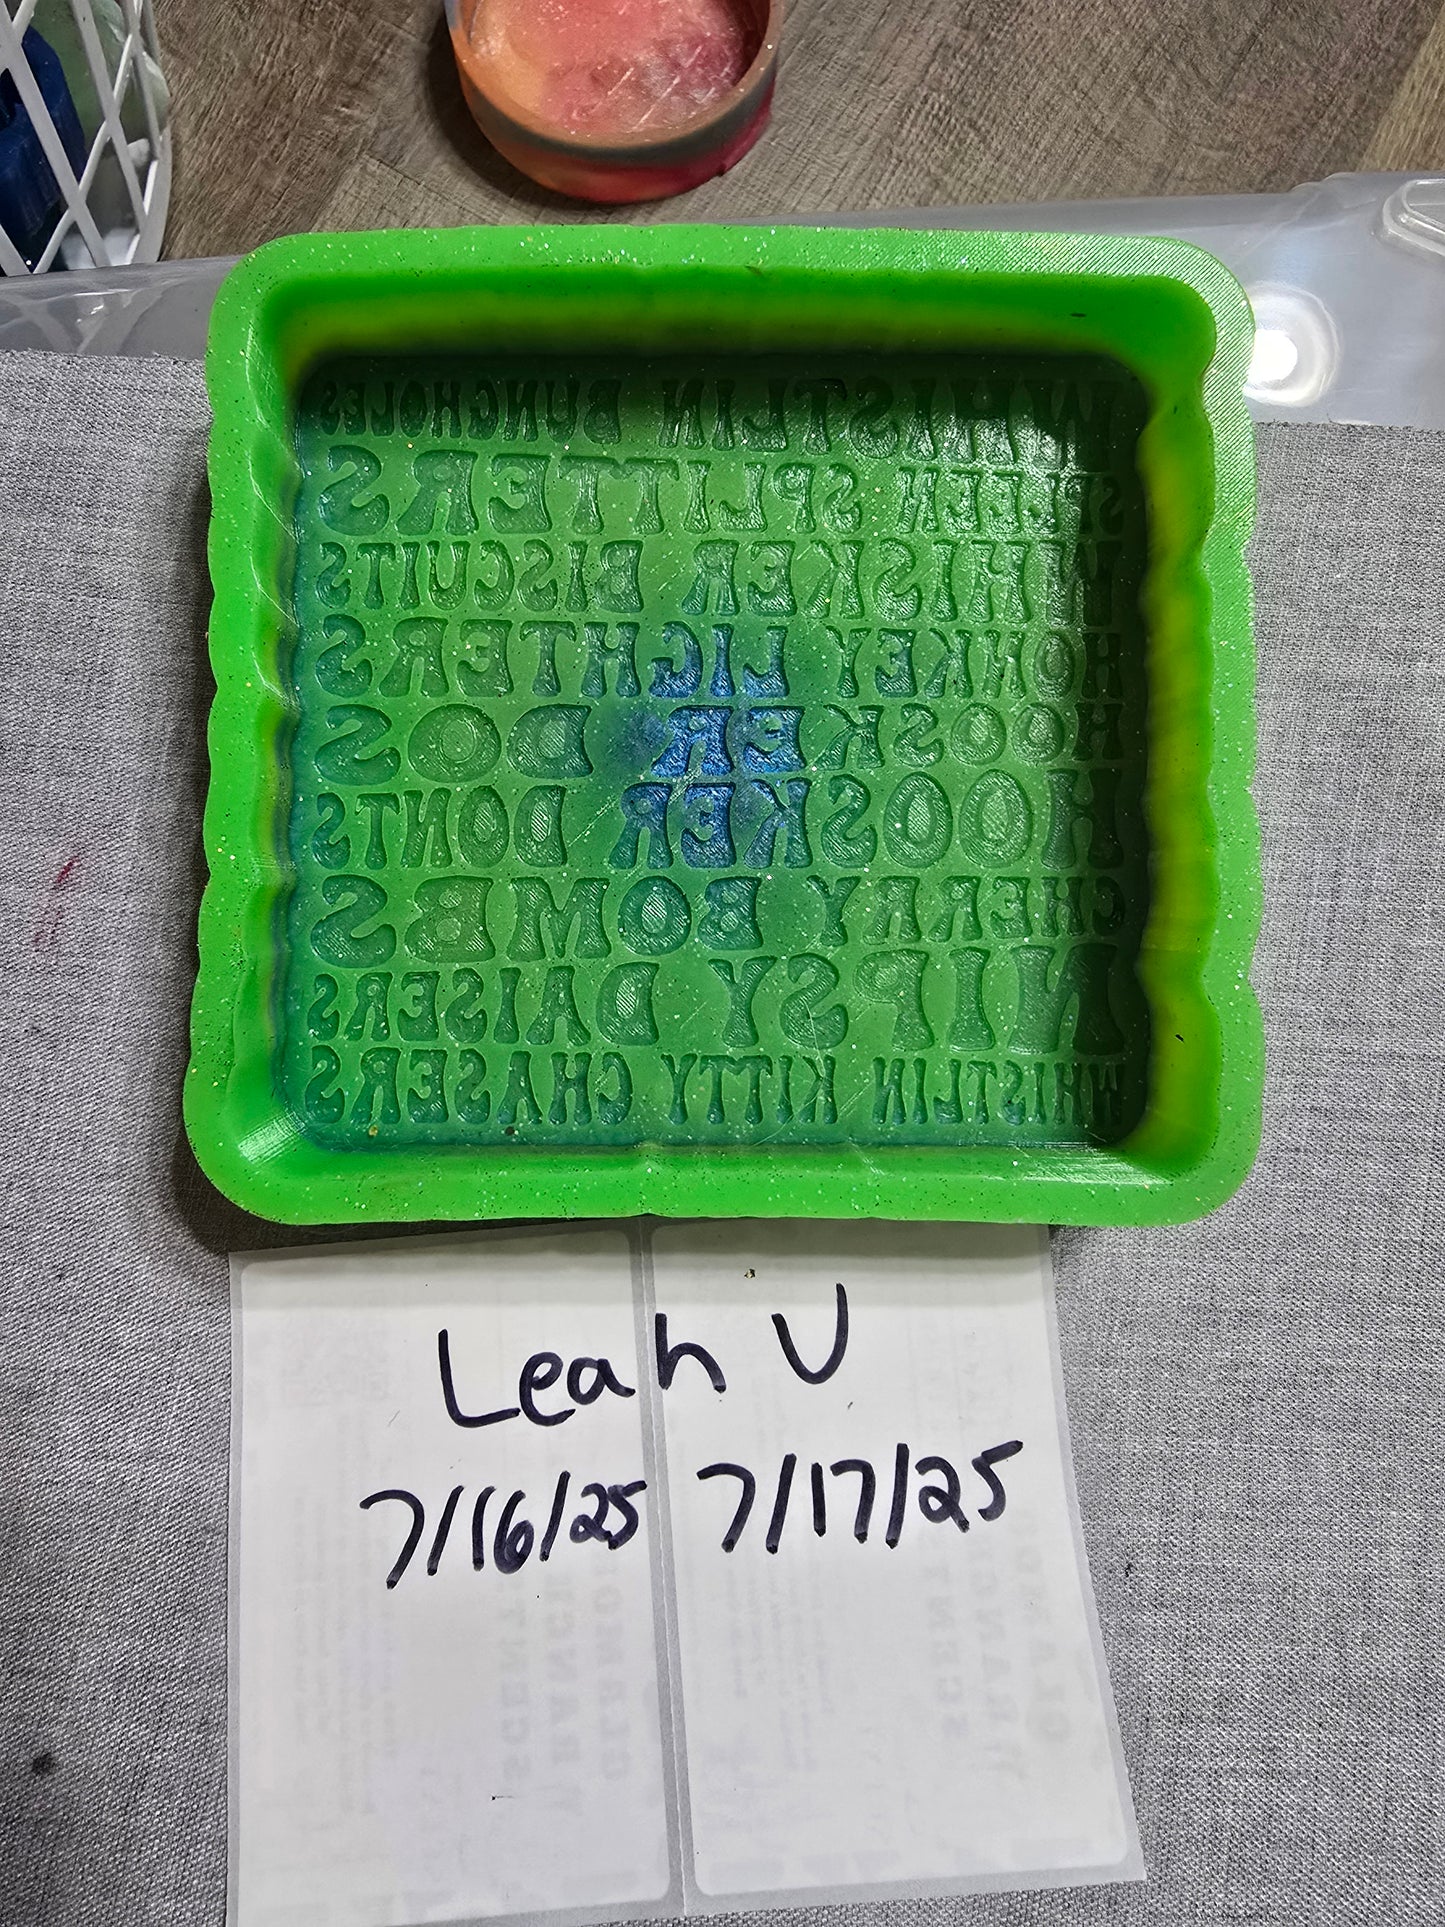 WHISTLIN BUNGHOLES
SPLEEN SPLITTERS
WHISKER BISCUITS
HONKEY LIGHTERS
HOOSKER DOS
HOOSKER DONTS
CHERRY BOMBS
NIPSY DAISERS
WHISTLIN KITTY CHASERS
Leah U
7/16/25 7/17/25